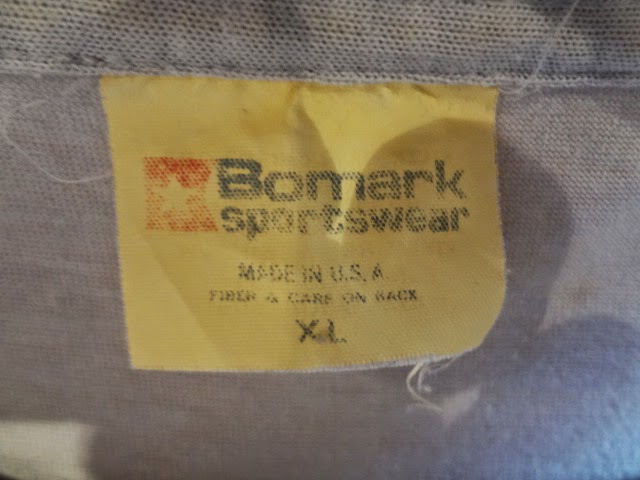 Bomark
sportswear
MADE IN U.S.A
FIBER & CARE ON BACK
XL